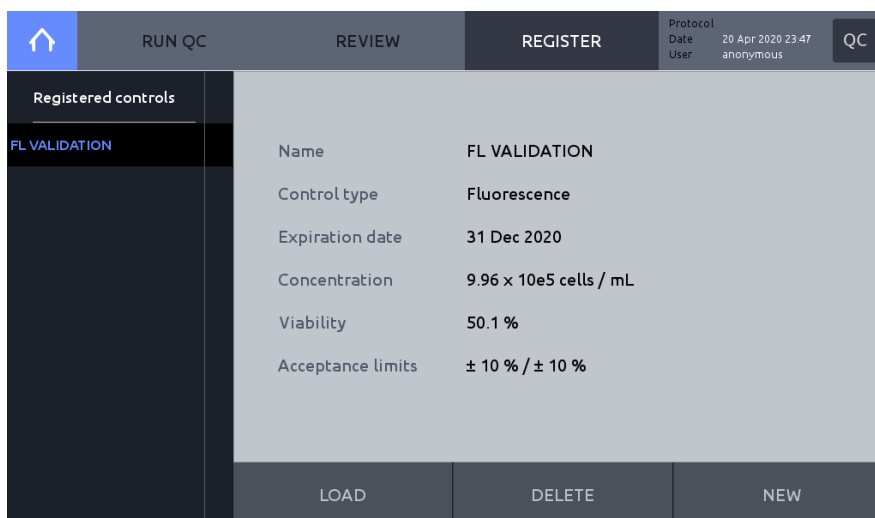 RUN QC
REVIEW
REGISTER
Protocol
Date 20 Apr 2020 23:47
User anonymous
QC
Registered controls
FL VALIDATION
Name FL VALIDATION
Control type Fluorescence
Expiration date 31 Dec 2020
Concentration 9.96 x 10e5 cells / mL
Viability 50.1 %
Acceptance limits ± 10 % / ± 10 %
LOAD
DELETE
NEW